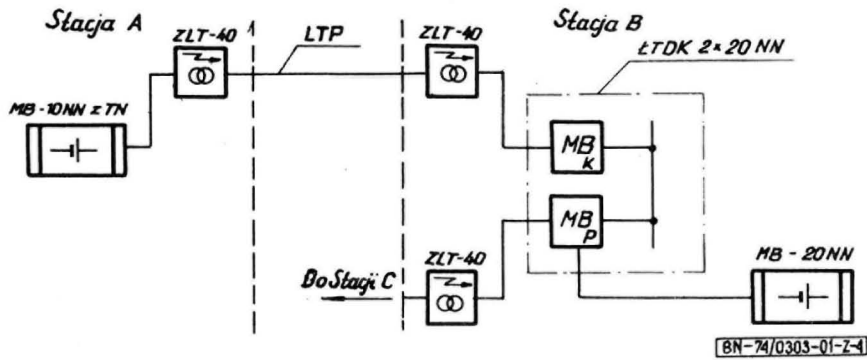 Stacja A
ZLT-40
LTP
ZLT-40
Stacja B
ŁTDK 2×20 NN
MB-10NN z TN
MB
K
MB
P
ZLT-40
Do Stacji C
MB-20NN
BN-74/0303-01-Z-4